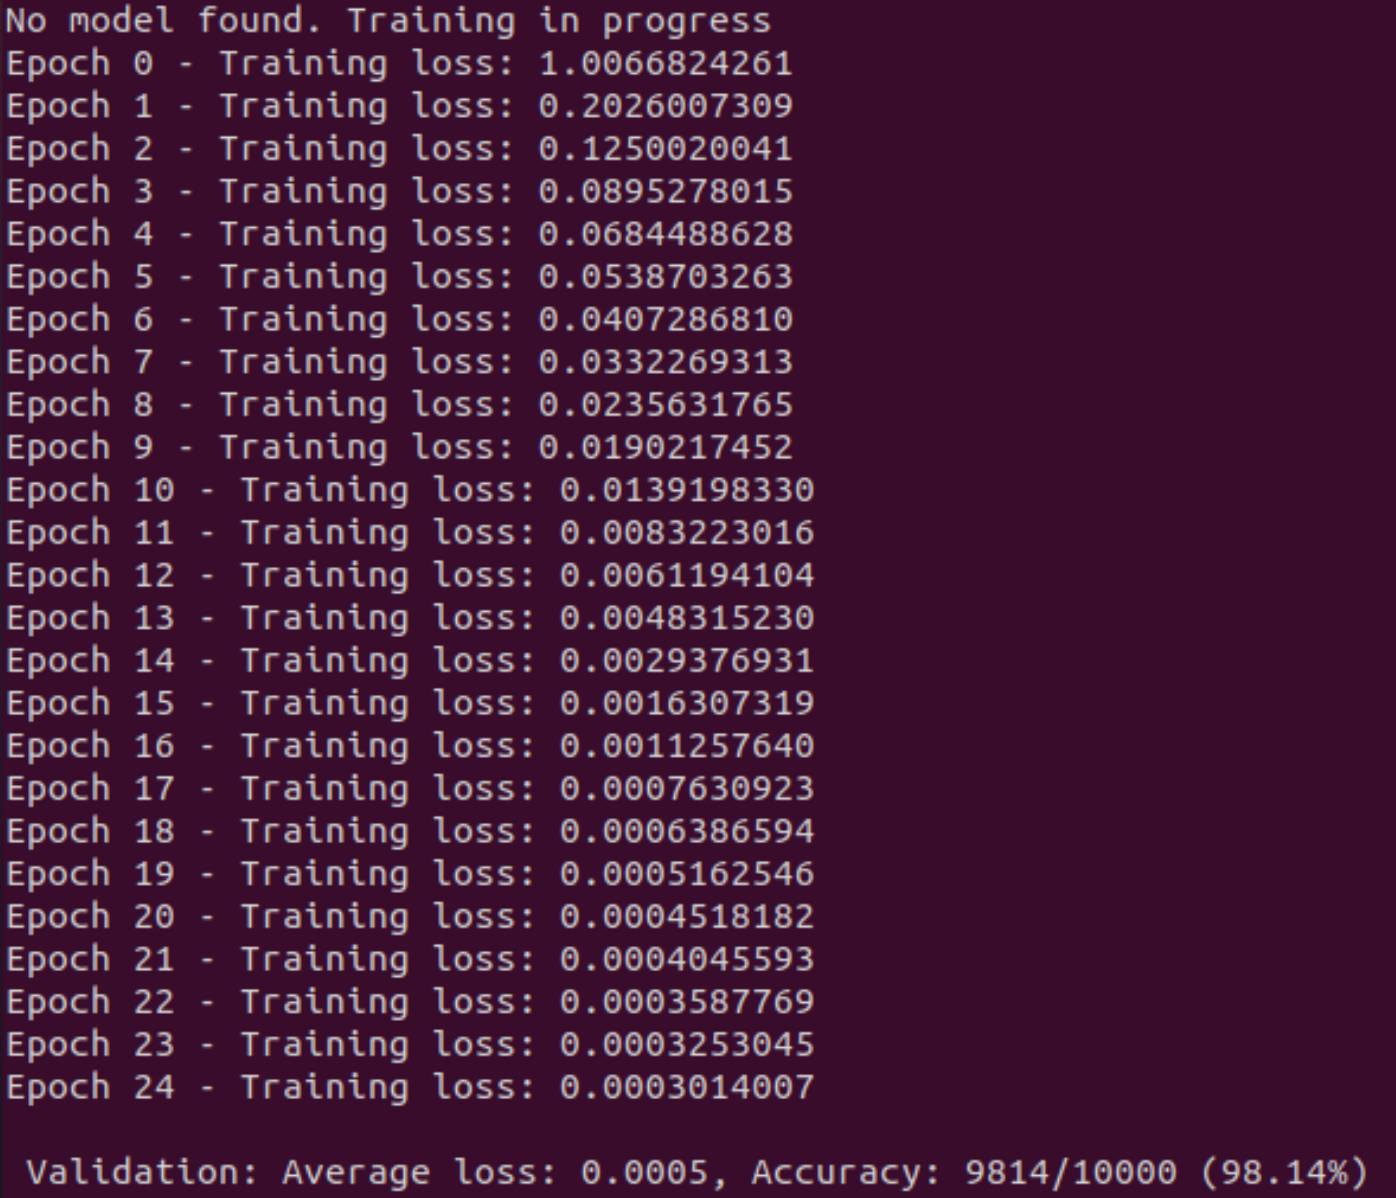 No model found. Training in progress
Epoch 0 - Training loss: 1.0066824261
Epoch 1 - Training loss: 0.2026007309
Epoch 2 - Training loss: 0.1250020041
Epoch 3 - Training loss: 0.0895278015
Epoch 4 - Training loss: 0.0684488628
Epoch 5 - Training loss: 0.0538703263
Epoch 6 - Training loss: 0.0407286810
Epoch 7 - Training loss: 0.0332269313
Epoch 8 - Training loss: 0.0235631765
Epoch 9 - Training loss: 0.0190217452
Epoch 10 - Training loss: 0.0139198330
Epoch 11 - Training loss: 0.0083223016
Epoch 12 - Training loss: 0.0061194104
Epoch 13 - Training loss: 0.0048315230
Epoch 14 - Training loss: 0.0029376931
Epoch 15 - Training loss: 0.0016307319
Epoch 16 - Training loss: 0.0011257640
Epoch 17 - Training loss: 0.0007630923
Epoch 18 - Training loss: 0.0006386594
Epoch 19 - Training loss: 0.0005162546
Epoch 20 - Training loss: 0.0004518182
Epoch 21 - Training loss: 0.0004045593
Epoch 22 - Training loss: 0.0003587769
Epoch 23 - Training loss: 0.0003253045
Epoch 24 - Training loss: 0.0003014007
Validation: Average loss: 0.0005, Accuracy: 9814/10000 (98.14%)